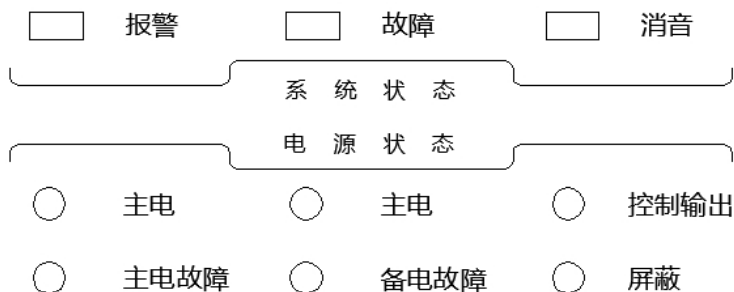 报警 故障 消音
系统状态
电源状态
主电 主电 控制输出
主电故障 备电故障 屏蔽